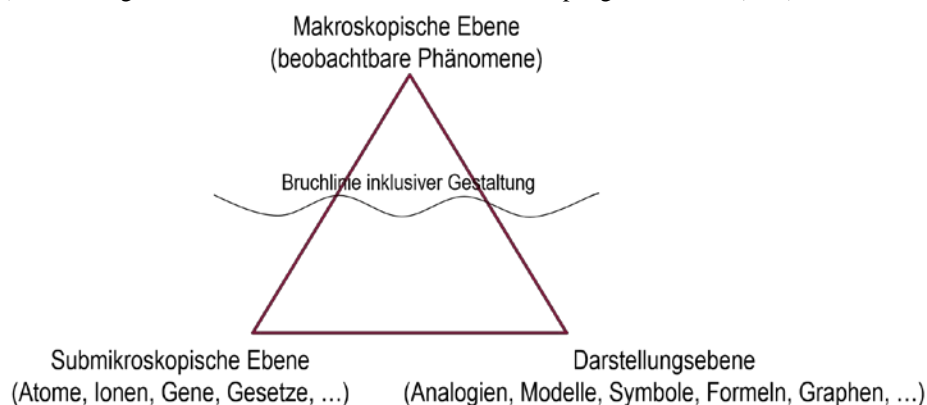 Makroskopische Ebene
(beobachtbare Phänomene)
Bruchlinie inklusiver Gestaltung
Submikroskopische Ebene
(Atome, Ionen, Gene, Gesetze, …)
Darstellungsebene
(Analogien, Modelle, Symbole, Formeln, Graphen, …)